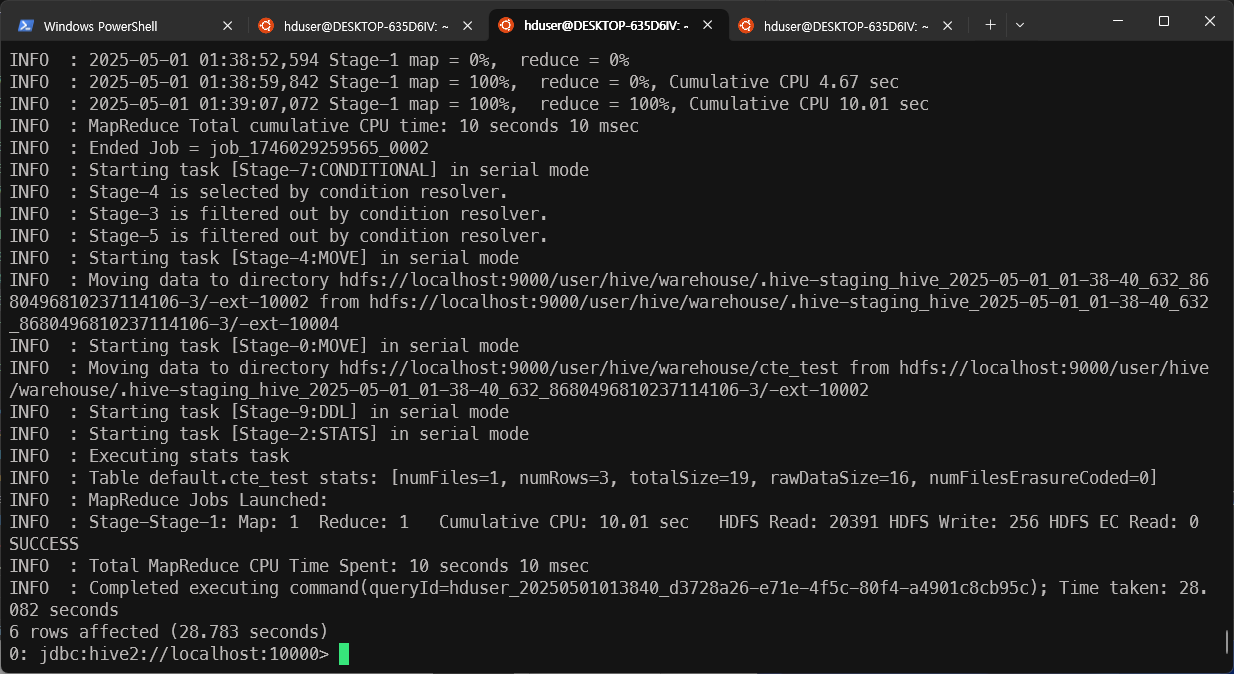 Windows PowerShell
hduser@DESKTOP-635D6IV: ~
hduser@DESKTOP-635D6IV: ~
hduser@DESKTOP-635D6IV: ~
INFO  : 2025-05-01 01:38:52,594 Stage-1 map = 0%,  reduce = 0%
INFO  : 2025-05-01 01:38:59,842 Stage-1 map = 100%,  reduce = 0%, Cumulative CPU 4.67 sec
INFO  : 2025-05-01 01:39:07,072 Stage-1 map = 100%,  reduce = 100%, Cumulative CPU 10.01 sec
INFO  : MapReduce Total cumulative CPU time: 10 seconds 10 msec
INFO  : Ended Job = job_1746029259565_0002
INFO  : Starting task [Stage-7:CONDITIONAL] in serial mode
INFO  : Stage-4 is selected by condition resolver.
INFO  : Stage-3 is filtered out by condition resolver.
INFO  : Stage-5 is filtered out by condition resolver.
INFO  : Starting task [Stage-4:MOVE] in serial mode
INFO  : Moving data to directory hdfs://localhost:9000/user/hive/warehouse/.hive-staging_hive_2025-05-01_01-38-40_632_86
80496810237114106-3/-ext-10002 from hdfs://localhost:9000/user/hive/warehouse/.hive-staging_hive_2025-05-01_01-38-40_632
_8680496810237114106-3/-ext-10004
INFO  : Starting task [Stage-0:MOVE] in serial mode
INFO  : Moving data to directory hdfs://localhost:9000/user/hive/warehouse/cte_test from hdfs://localhost:9000/user/hive
/warehouse/.hive-staging_hive_2025-05-01_01-38-40_632_8680496810237114106-3/-ext-10002
INFO  : Starting task [Stage-9:DDL] in serial mode
INFO  : Starting task [Stage-2:STATS] in serial mode
INFO  : Executing stats task
INFO  : Table default.cte_test stats: [numFiles=1, numRows=3, totalSize=19, rawDataSize=16, numFilesErasureCoded=0]
INFO  : MapReduce Jobs Launched:
INFO  : Stage-Stage-1: Map: 1  Reduce: 1   Cumulative CPU: 10.01 sec   HDFS Read: 20391 HDFS Write: 256 HDFS EC Read: 0
SUCCESS
INFO  : Total MapReduce CPU Time Spent: 10 seconds 10 msec
INFO  : Completed executing command(queryId=hduser_20250501013840_d3728a26-e71e-4f5c-80f4-a4901c8cb95c); Time taken: 28.
082 seconds
6 rows affected (28.783 seconds)
0: jdbc:hive2://localhost:10000>